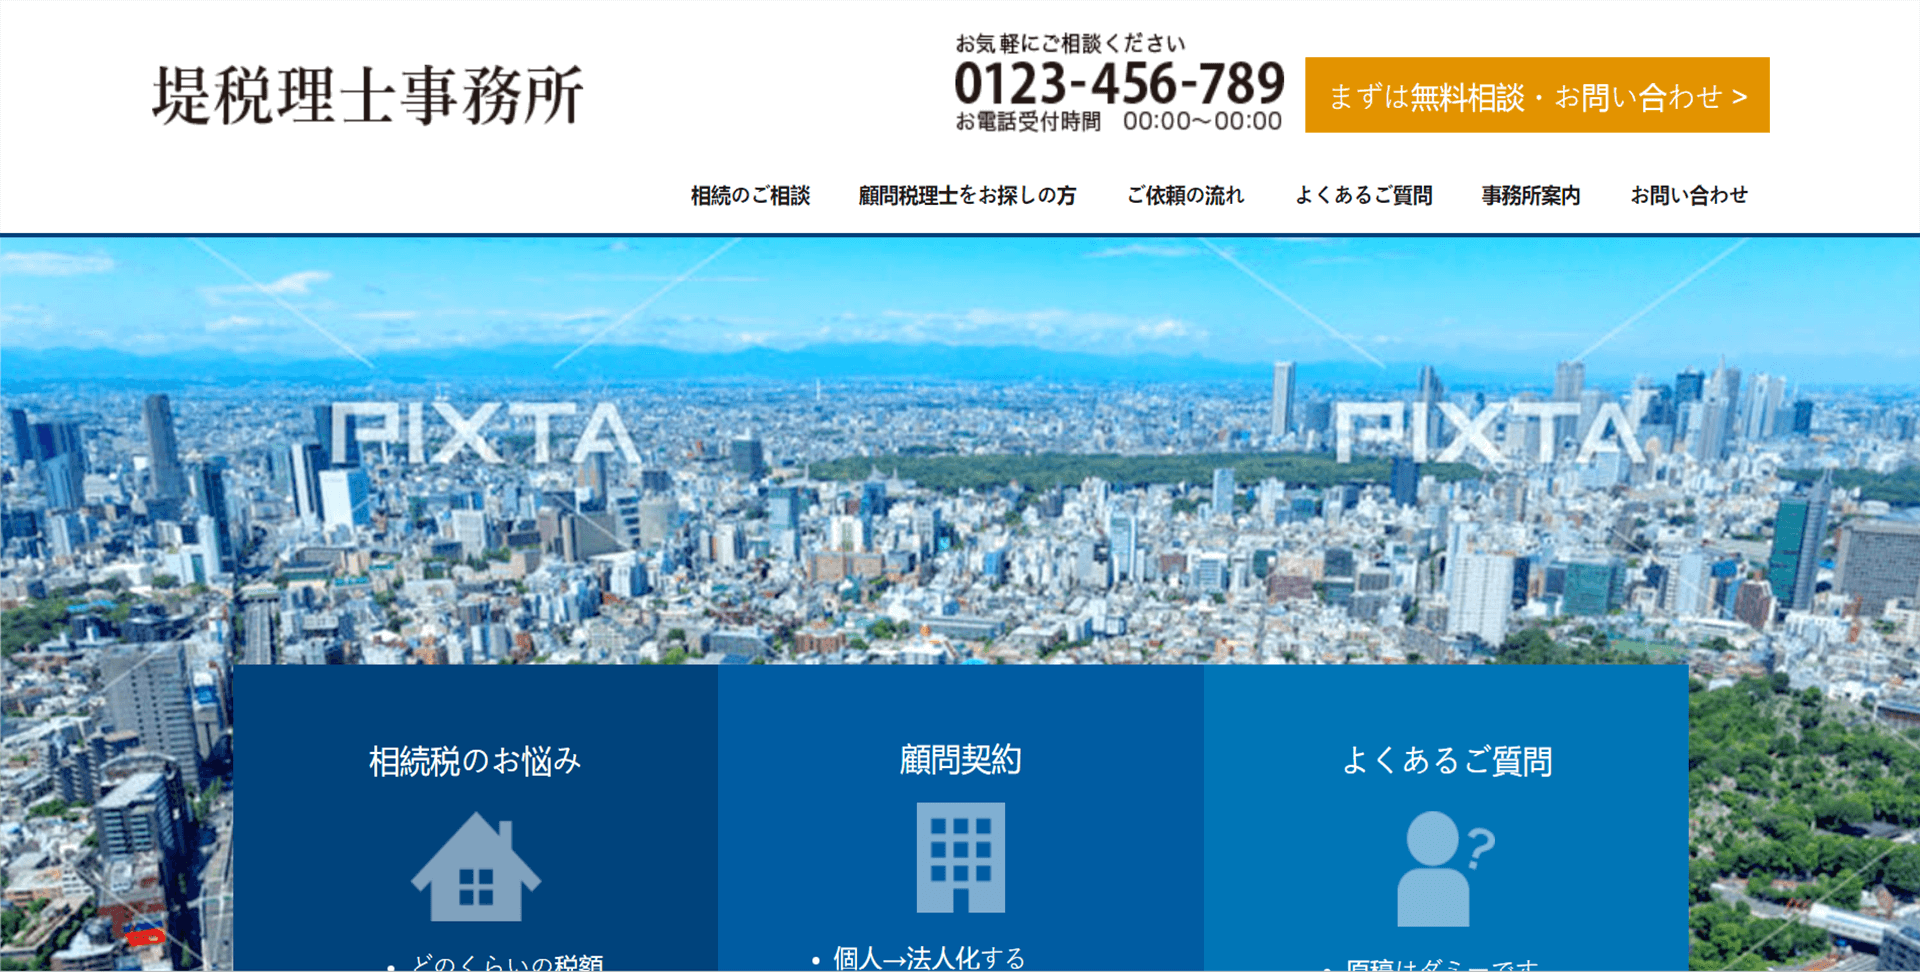 堤税理士事務所
お気軽にご相談ください
0123-456-789
お電話受付時間 00:00～00:00
まずは無料相談・お問い合わせ >
相続のご相談 顧問税理士をお探しの方 ご依頼の流れ よくあるご質問 事務所案内 お問い合わせ
PIXTA PIXTA
相続税のお悩み
どのくらいの税額
顧問契約
個人→法人化する
よくあるご質問
原稿はダミーです